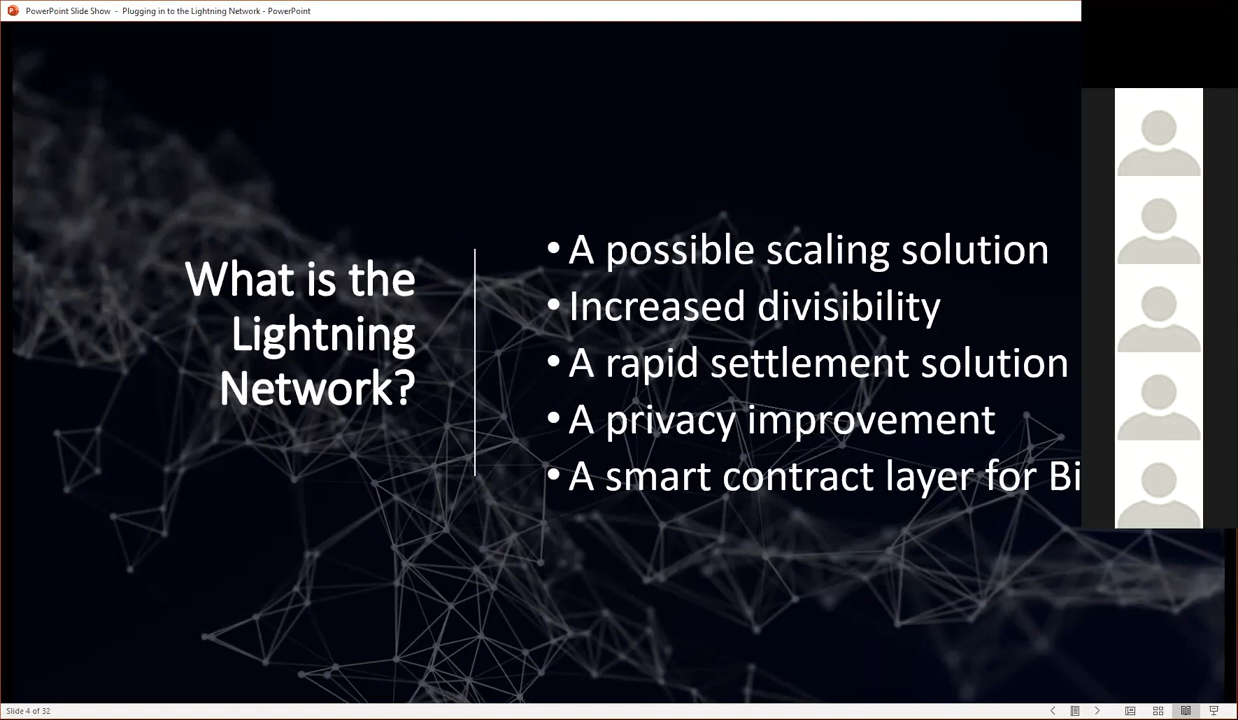 PowerPoint Slide Show - Plugging in to the Lightning Network - PowerPoint
What is the
Lightning
Network?
• A possible scaling solution
• Increased divisibility
• A rapid settlement solution
• A privacy improvement
• A smart contract layer for Bi
Slide 4 of 32